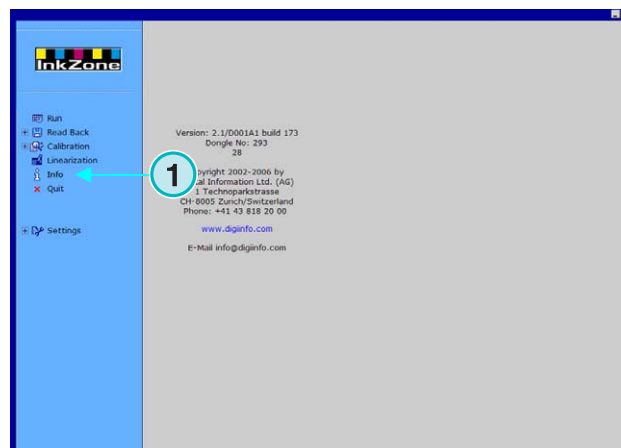 InkZone
Run
Read Back
Calibration
Linearization
Info
Quit
Settings
1
Version: 2.1/D001A1 build 173
Dongle No: 293
28
pyright 2002-2006 by
tal Information Ltd. (AG)
1 Technoparkstrasse
CH-8005 Zurich/Switzerland
Phone: +41 43 818 20 00
www.digiinfo.com
E-Mail info@digiinfo.com